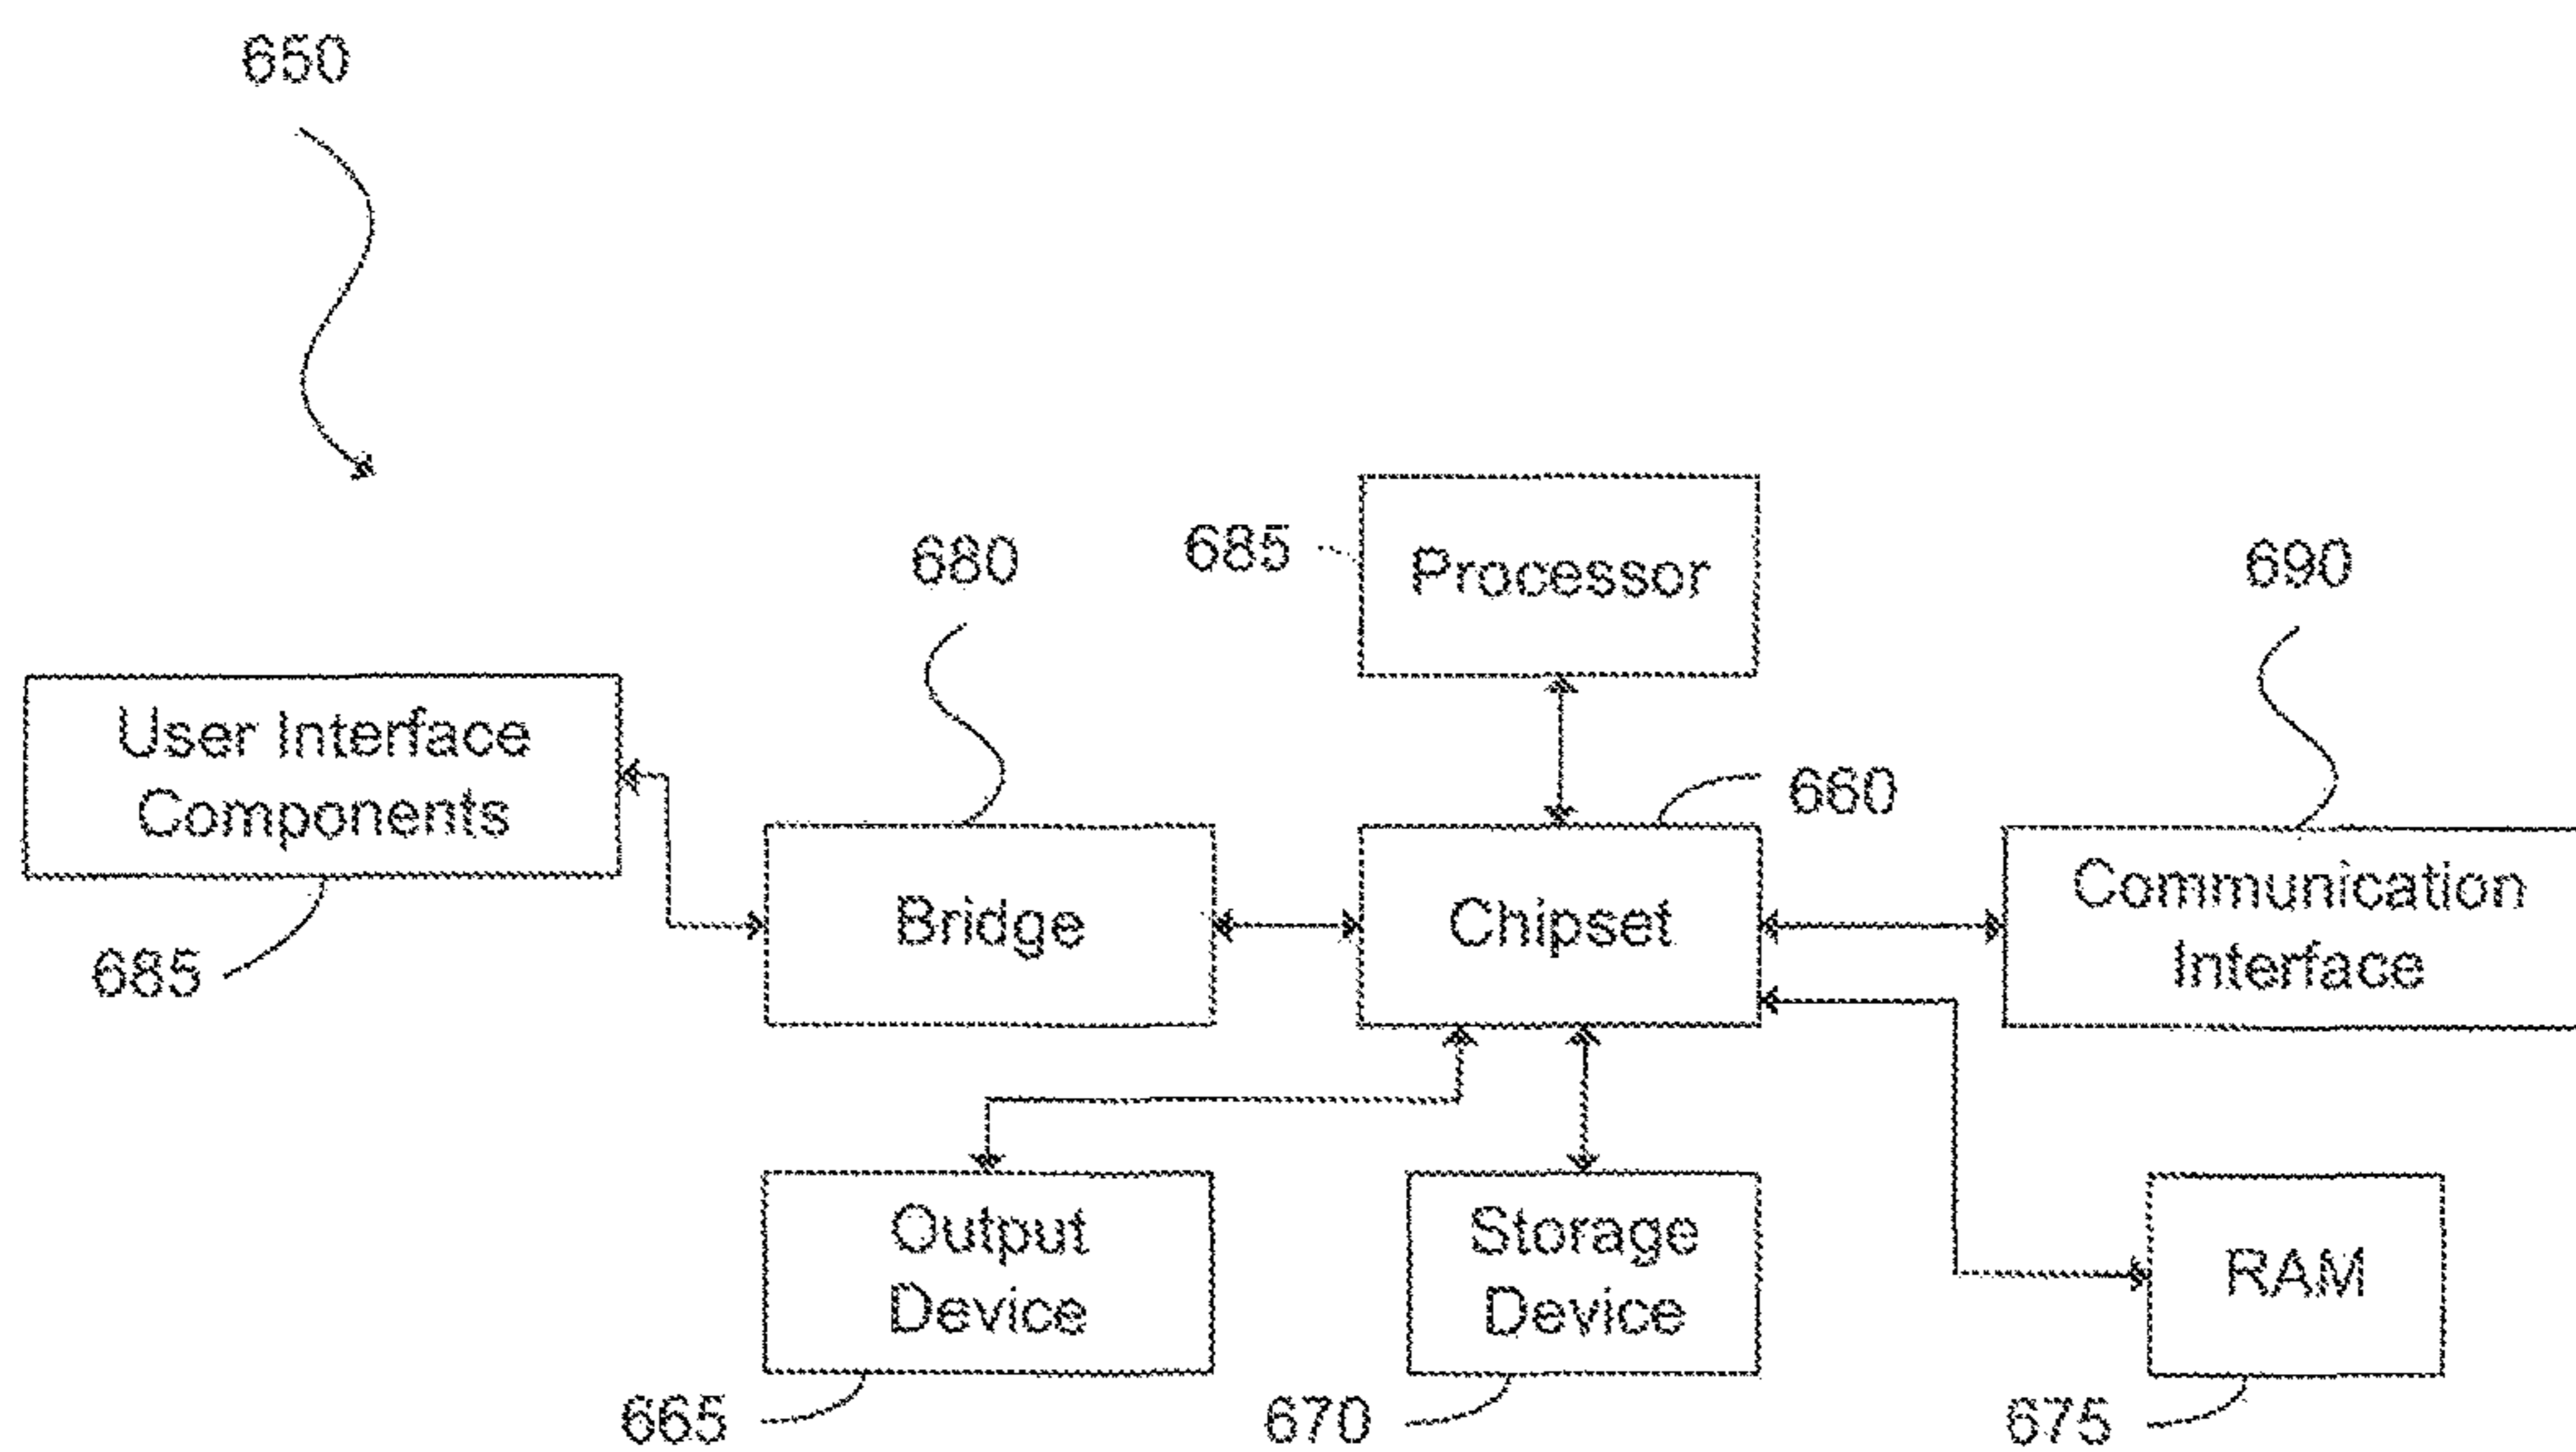 650
680
685
Processor
690
User Interface
Components
660
685
Bridge
Chipset
Communication
Interface
Output
Device
Storage
Device
RAM
665
670
675